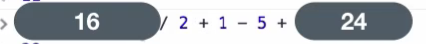 > 16 / 2 + 1 - 5 + 24